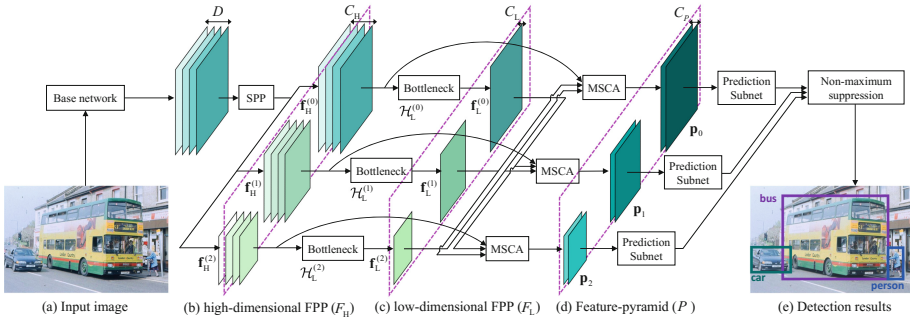 D
C_H
C_L
C_P
Base network
SPP
f_H^(0)
Bottleneck
H_L^(0)
f_L^(0)
MSCA
p_0
Prediction Subnet
Non-maximum suppression
f_H^(1)
Bottleneck
H_L^(1)
f_L^(1)
MSCA
p_1
Prediction Subnet
f_H^(2)
Bottleneck
H_L^(2)
f_L^(2)
MSCA
p_2
Prediction Subnet
bus
car
person
(a) Input image
(b) high-dimensional FPP (F_H)
(c) low-dimensional FPP (F_L)
(d) Feature-pyramid (P)
(e) Detection results